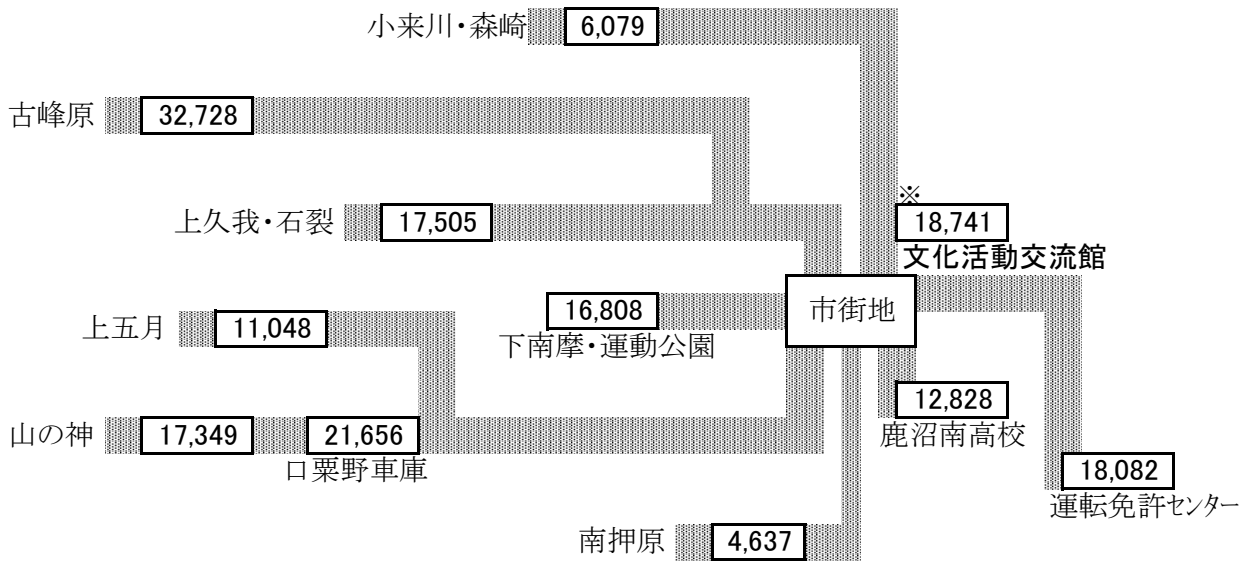 小来川・森崎
6,079
古峰原
32,728
※
上久我・石裂
17,505
18,741
文化活動交流館
市街地
上五月
11,048
16,808
下南摩・運動公園
12,828
鹿沼南高校
山の神
17,349
21,656
口粟野車庫
18,082
運転免許センター
南押原
4,637